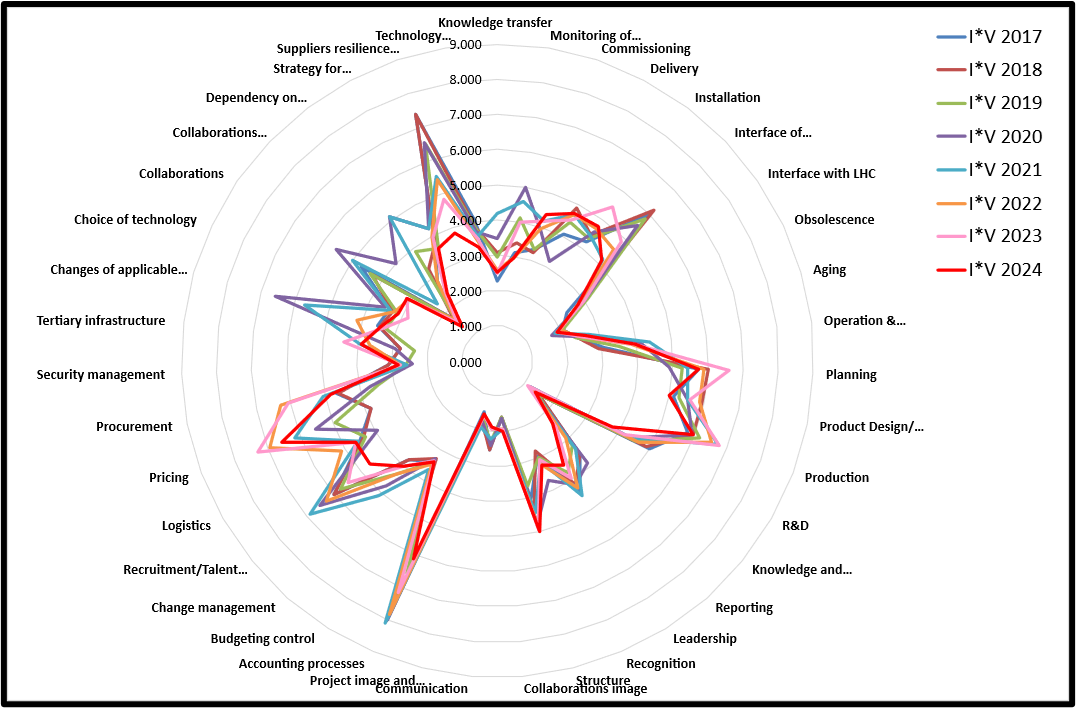 Knowledge transfer
Monitoring of...
Commissioning
Delivery
Installation
Interface of...
Interface with LHC
Obsolescence
Aging
Operation &...
Planning
Product Design/...
Production
R&D
Knowledge and...
Reporting
Leadership
Recognition
Structure
Collaborations image
Communication
Project image and...
Accounting processes
Budgeting control
Change management
Recruitment/Talent...
Logistics
Pricing
Procurement
Security management
Tertiary infrastructure
Changes of applicable...
Choice of technology
Collaborations
Collaborations...
Dependency on...
Strategy for...
Suppliers resilience...
Technology...
9.000
8.000
7.000
6.000
5.000
4.000
3.000
2.000
1.000
0.000
I*V 2017
I*V 2018
I*V 2019
I*V 2020
I*V 2021
I*V 2022
I*V 2023
I*V 2024